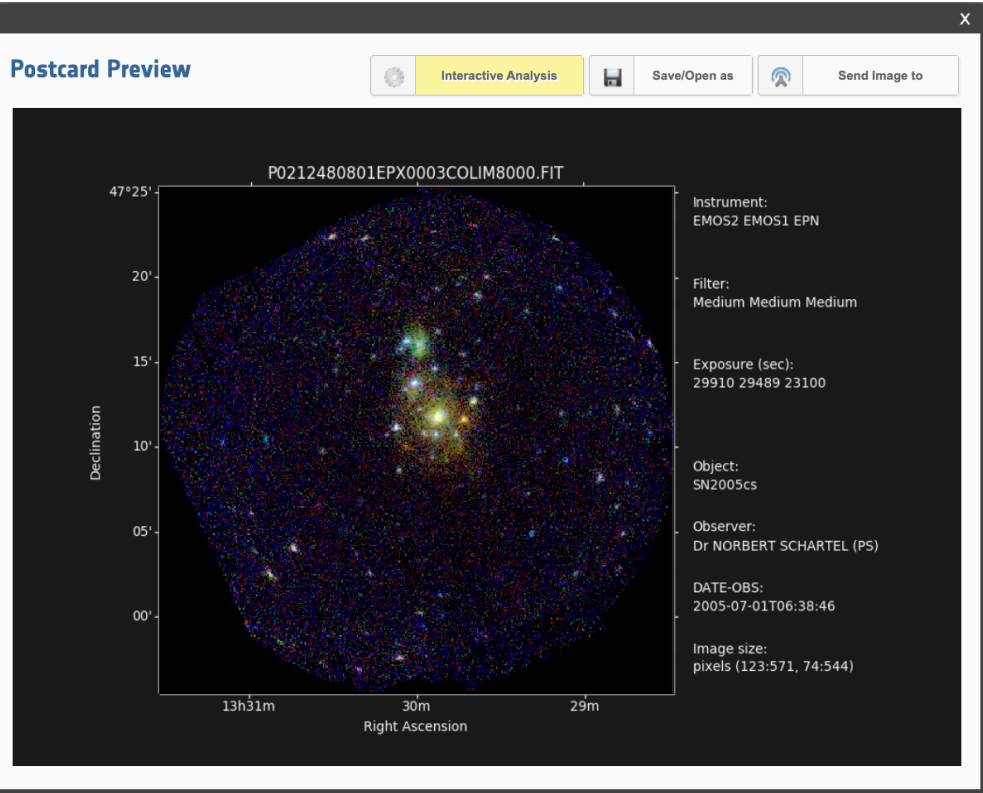 X
Postcard Preview
Interactive Analysis
Save/Open as
Send Image to
P0212480801EPX0003COLIM8000.FIT
47°25'
20'
15'
10'
05'
00'
Declination
13h31m
30m
29m
Right Ascension
Instrument:
EMOS2 EMOS1 EPN
Filter:
Medium Medium Medium
Exposure (sec):
29910 29489 23100
Object:
SN2005cs
Observer:
Dr NORBERT SCHARTEL (PS)
DATE-OBS:
2005-07-01T06:38:46
Image size:
pixels (123:571, 74:544)